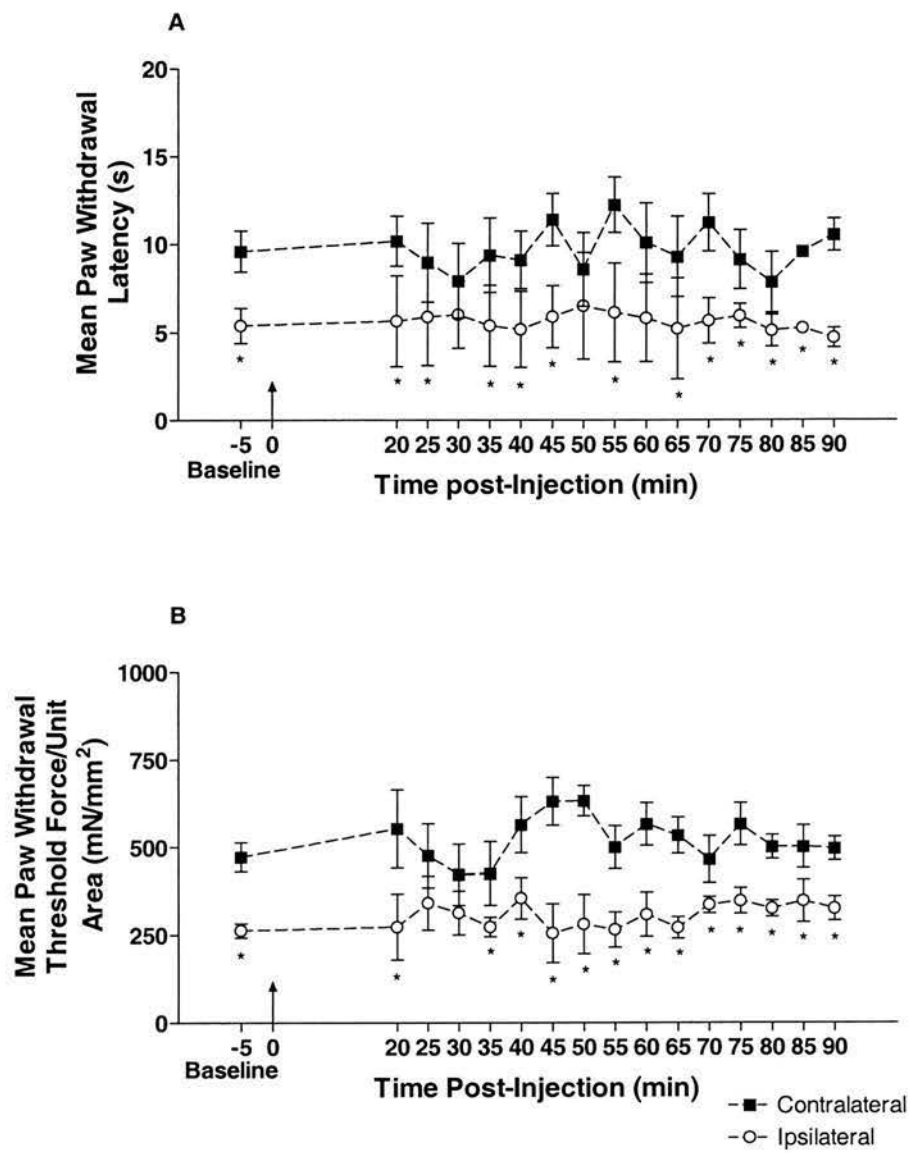 A
Mean Paw Withdrawal
Latency (s)
20
15
10
5
0
* * * * * * * * * * * * *
-5 0 20 25 30 35 40 45 50 55 60 65 70 75 80 85 90
Baseline
Time post-Injection (min)
B
Mean Paw Withdrawal
Threshold Force/Unit
Area (mN/mm²)
1000
750
500
250
0
* * * * * * * * * * * * * *
-5 0 20 25 30 35 40 45 50 55 60 65 70 75 80 85 90
Baseline
Time Post-Injection (min)
Contralateral
Ipsilateral